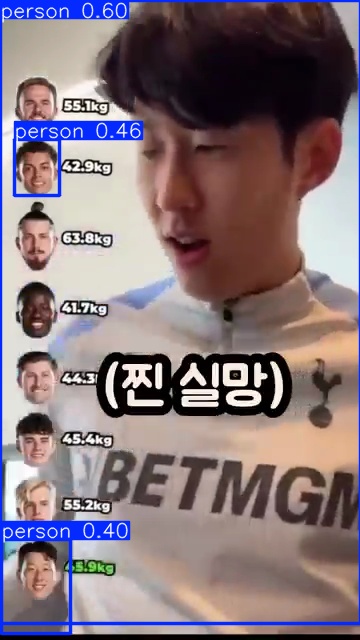 person 0.60
55.1kg
person 0.46
42.9kg
63.8kg
41.7kg
(찐 실망)
45.4kg
BETMGM
55.2kg
person 0.40